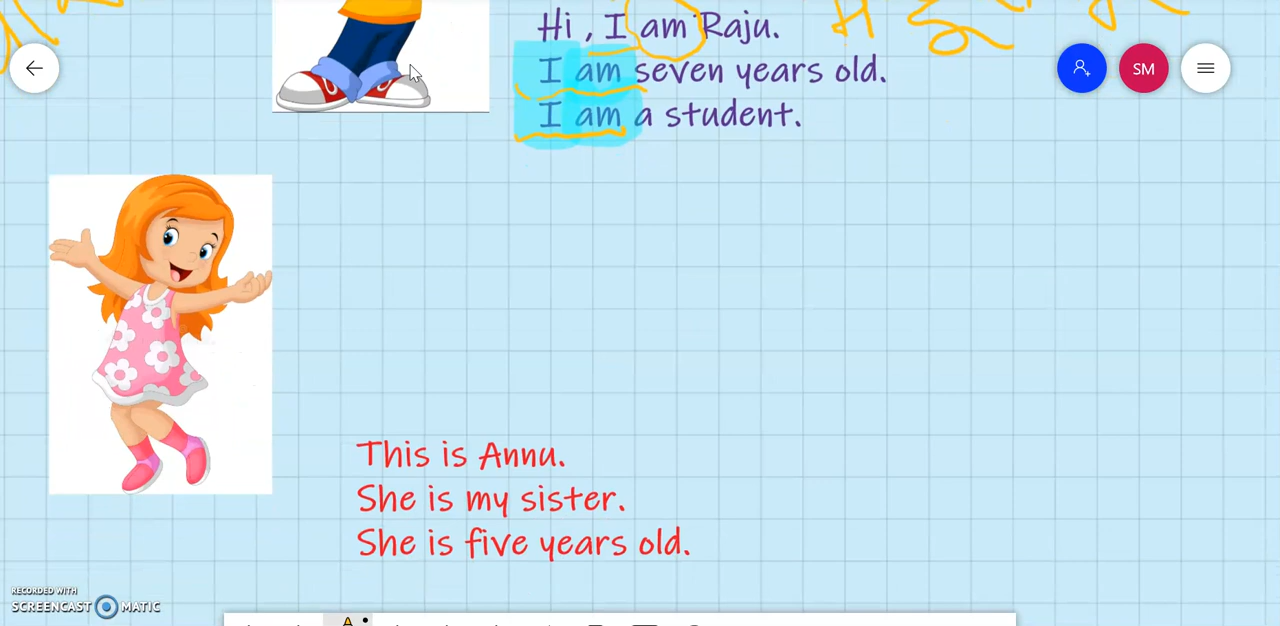 Hi , I am Raju.
I am seven years old.
I am a student.
SM
This is Annu.
She is my sister.
She is five years old.
RECORDED WITH
SCREENCAST MATIC